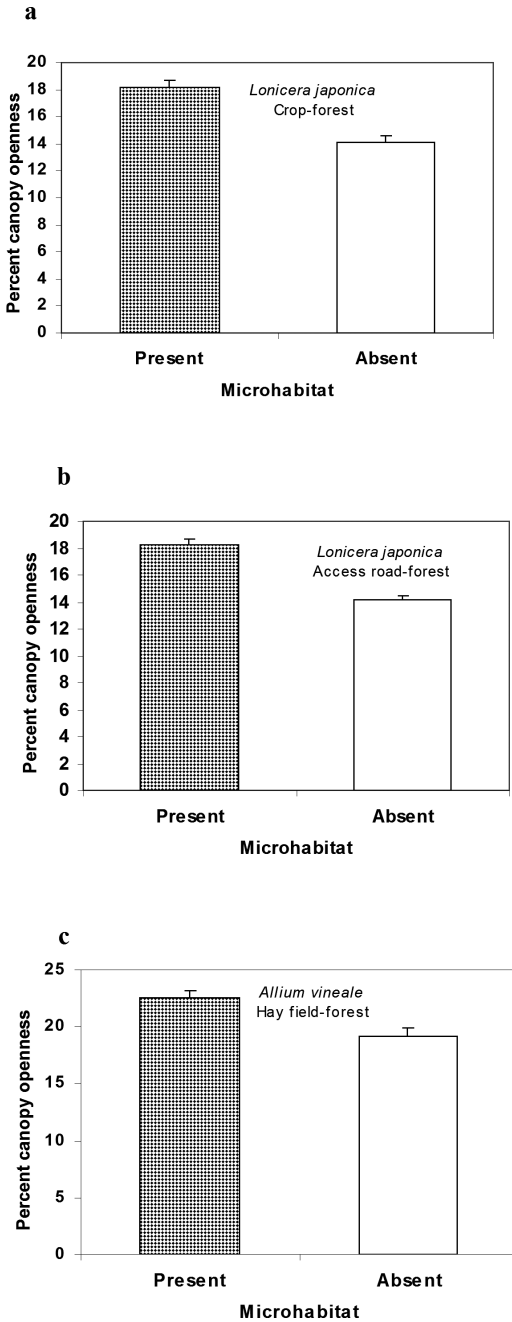 a
Percent canopy openness
20
18
16
14
12
10
8
6
4
2
0
Lonicera japonica
Crop-forest
Present Absent
Microhabitat
b
Percent canopy openness
20
18
16
14
12
10
8
6
4
2
0
Lonicera japonica
Access road-forest
Present Absent
Microhabitat
c
Percent canopy openness
25
20
15
10
5
0
Allium vineale
Hay field-forest
Present Absent
Microhabitat